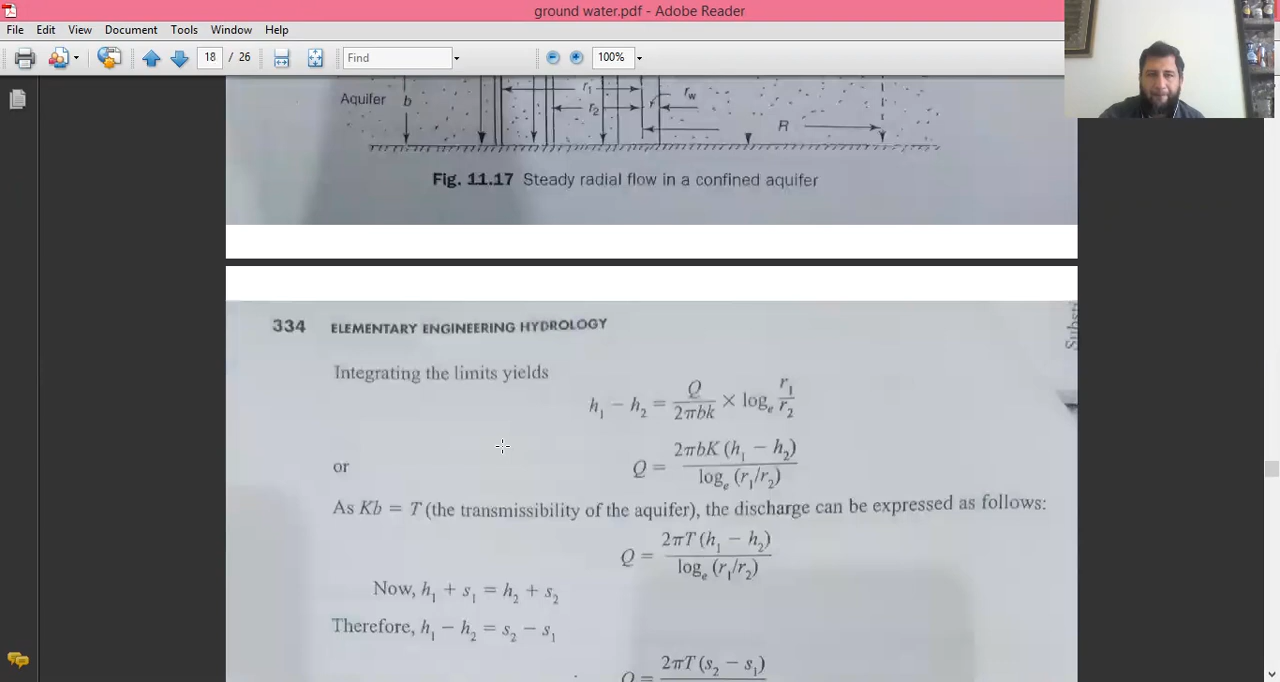 ground water.pdf - Adobe Reader
File Edit View Document Tools Window Help
18 / 26 Find 100%
Aquifer b r₁ r₂ r_w R
Fig. 11.17 Steady radial flow in a confined aquifer
334 ELEMENTARY ENGINEERING HYDROLOGY
Substi
Integrating the limits yields
h₁ − h₂ = Q/2πbk × logₑ r₁/r₂
or Q = 2πbK (h₁ − h₂)/logₑ (r₁/r₂)
As Kb = T (the transmissibility of the aquifer), the discharge can be expressed as follows:
Q = 2πT (h₁ − h₂)/logₑ (r₁/r₂)
Now, h₁ + s₁ = h₂ + s₂
Therefore, h₁ − h₂ = s₂ − s₁
Q = 2πT (s₂ − s₁)